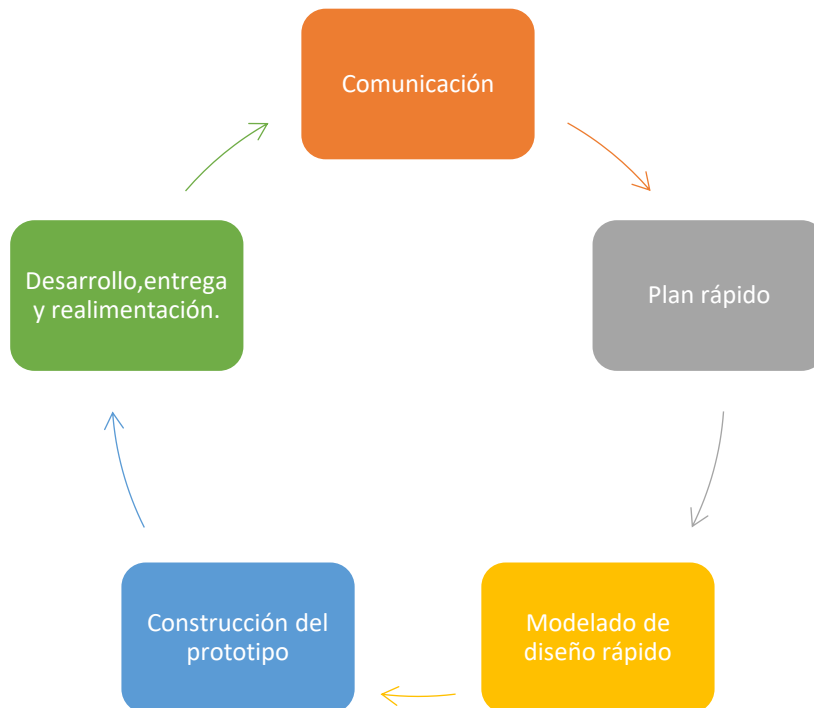 Comunicación
Plan rápido
Modelado de
diseño rápido
Construcción del
prototipo
Desarrollo,entrega
y realimentación.